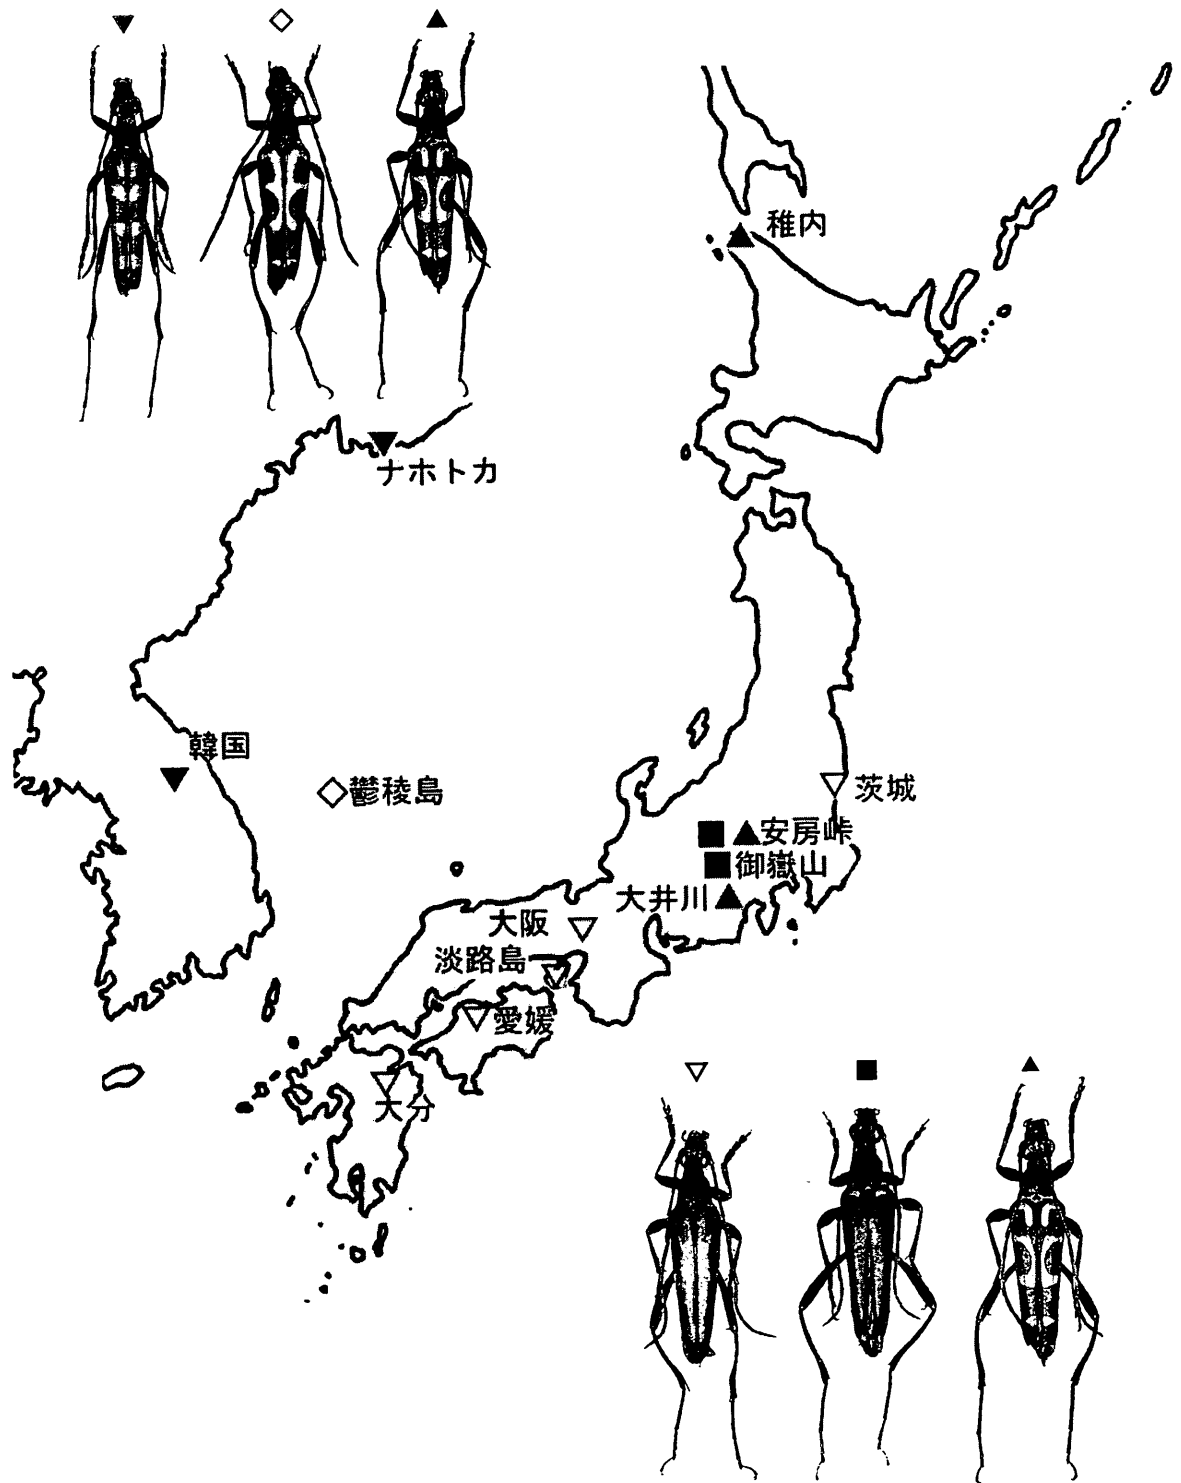 稚内
ナホトカ
韓国
鬱稜島
茨城
安房峠
御嶽山
大井川
大阪
淡路島
愛媛
大分